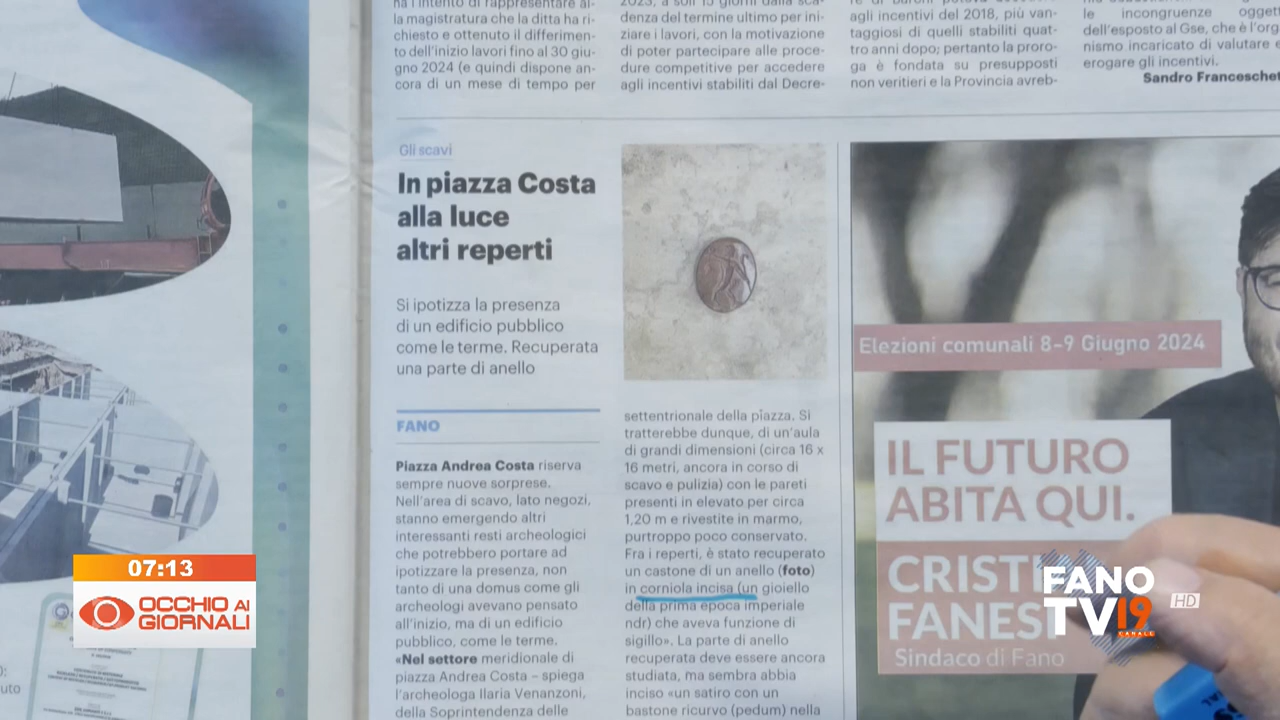 ha l'intento di rappresentare al-
la magistratura che la ditta ha ri-
chiesto e ottenuto il differimen-
to dell'inizio lavori fino al 30 giu-
gno 2024 (e quindi dispone an-
cora di un mese di tempo per
denza del termine ultimo per ini-
ziare i lavori, con la motivazione
di poter partecipare alle proce-
dure competitive per accedere
agli incentivi stabiliti dal Decre-
agli incentivi del 2018, più van-
taggiosi di quelli stabiliti quat-
tro anni dopo; pertanto la proro-
ga è fondata su presupposti
non veritieri e la Provincia avreb-
le incongruenze oggett
dell'esposto al Gse, che è l'orga
nismo incaricato di valutare e
erogare gli incentivi.
Sandro Franceschet
Gli scavi
In piazza Costa
alla luce
altri reperti
Si ipotizza la presenza
di un edificio pubblico
come le terme. Recuperata
una parte di anello
FANO
Piazza Andrea Costa riserva
sempre nuove sorprese.
Nell'area di scavo, lato negozi,
stanno emergendo altri
interessanti resti archeologici
che potrebbero portare ad
ipotizzare la presenza, non
tanto di una domus come gli
archeologi avevano pensato
all'inizio, ma di un edificio
pubblico, come le terme.
«Nel settore meridionale di
piazza Andrea Costa – spiega
l'archeologa Ilaria Venanzoni,
della Soprintendenza delle
settentrionale della piazza. Si
tratterebbe dunque, di un'aula
di grandi dimensioni (circa 16 x
16 metri, ancora in corso di
scavo e pulizia) con le pareti
presenti in elevato per circa
1,20 m e rivestite in marmo,
purtroppo poco conservato.
Fra i reperti, è stato recuperato
un castone di un anello (foto)
in corniola incisa (un gioiello
della prima epoca imperiale
ndr) che aveva funzione di
sigillo». La parte di anello
recuperata deve essere ancora
studiata, ma sembra abbia
inciso «un satiro con un
bastone ricurvo (pedum) nella
Elezioni comunali 8-9 Giugno 2024
IL FUTURO
ABITA QUI.
FANES
Sindaco di Fano
07:13
OCCHIO AI
GIORNALI
FANO
TV19
CANALE
HD